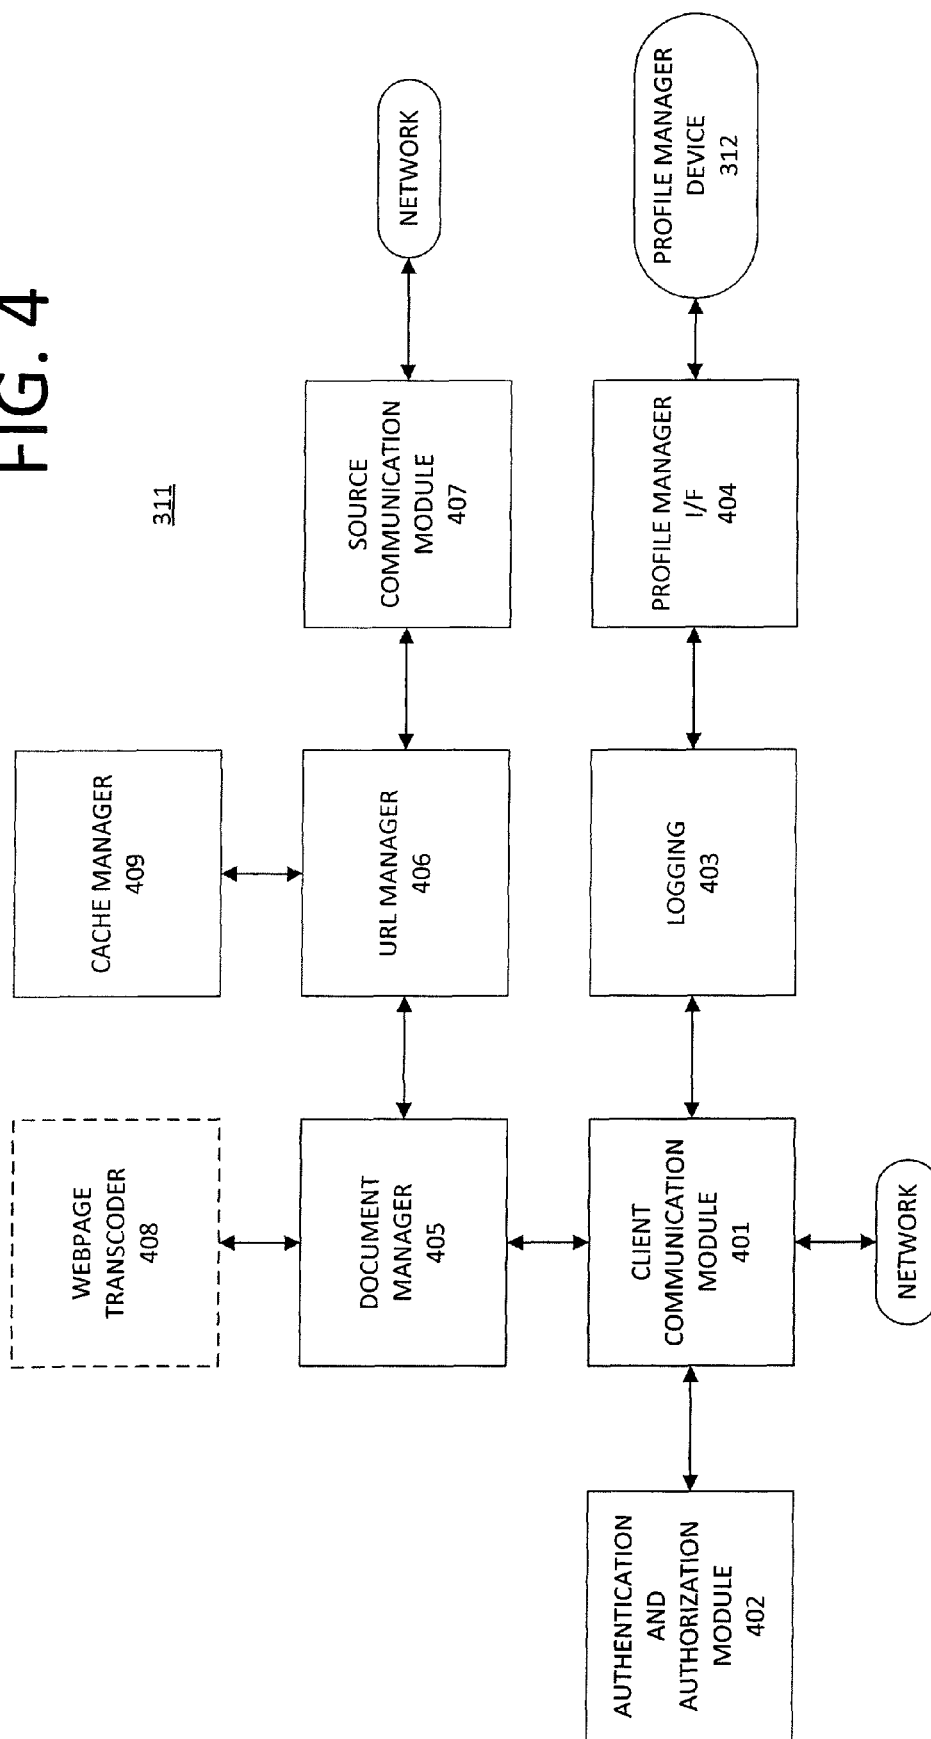 FIG. 4
311
WEBPAGE
TRANSCODER
408
CACHE MANAGER
409
DOCUMENT
MANAGER
405
URL MANAGER
406
SOURCE
COMMUNICATION
MODULE
407
NETWORK
AUTHENTICATION
AND
AUTHORIZATION
MODULE
402
CLIENT
COMMUNICATION
MODULE
401
LOGGING
403
PROFILE MANAGER
I/F
404
PROFILE MANAGER
DEVICE
312
NETWORK